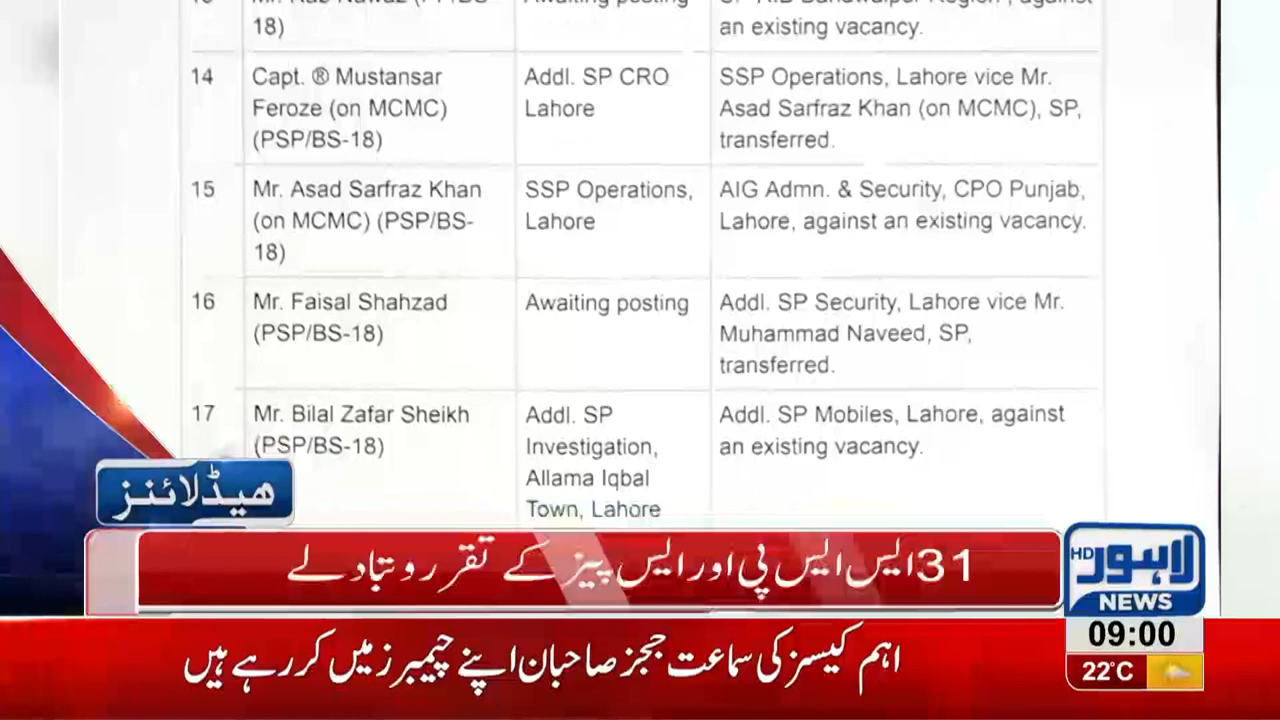 18)
an existing vacancy.
14
Capt. ® Mustansar
Feroze (on MCMC)
(PSP/BS-18)
Addl. SP CRO
Lahore
SSP Operations, Lahore vice Mr.
Asad Sarfraz Khan (on MCMC), SP,
transferred.
15
Mr. Asad Sarfraz Khan
(on MCMC) (PSP/BS-
18)
SSP Operations,
Lahore
AIG Admn. & Security, CPO Punjab,
Lahore, against an existing vacancy.
16
Mr. Faisal Shahzad
(PSP/BS-18)
Awaiting posting
Addl. SP Security, Lahore vice Mr.
Muhammad Naveed, SP,
transferred.
17
Mr. Bilal Zafar Sheikh
(PSP/BS-18)
Addl. SP
Investigation,
Allama Iqbal
Town, Lahore
Addl. SP Mobiles, Lahore, against
an existing vacancy.
ہیڈلائنز
31 ایس ایس پی اور ایس پیز کے تقرر و تبادلے
اہم کیسز کی سماعت ججز صاحبان اپنے چیمبرز میں کر رہے ہیں
لاہور HD
NEWS
09:00
22°C